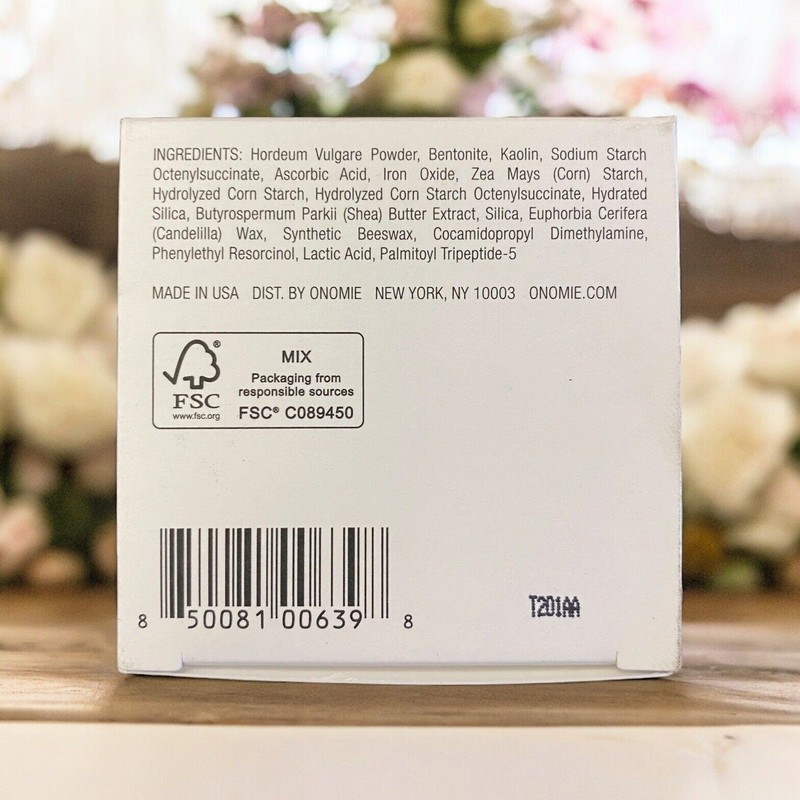 INGREDIENTS: Hordeum Vulgare Powder, Bentonite, Kaolin, Sodium Starch
Octenylsuccinate, Ascorbic Acid, Iron Oxide, Zea Mays (Corn) Starch,
Hydrolyzed Corn Starch, Hydrolyzed Corn Starch Octenylsuccinate, Hydrated
Silica, Butyrospermum Parkii (Shea) Butter Extract, Silica, Euphorbia Cerifera
(Candelilla) Wax, Synthetic Beeswax, Cocamidopropyl Dimethylamine,
Phenylethyl Resorcinol, Lactic Acid, Palmitoyl Tripeptide-5
MADE IN USA DIST. BY ONOMIE NEW YORK, NY 10003 ONOMIE.COM
®
FSC
www.fsc.org
MIX
Packaging from
responsible sources
FSC® C089450
8 50081 00639 8
T201AA